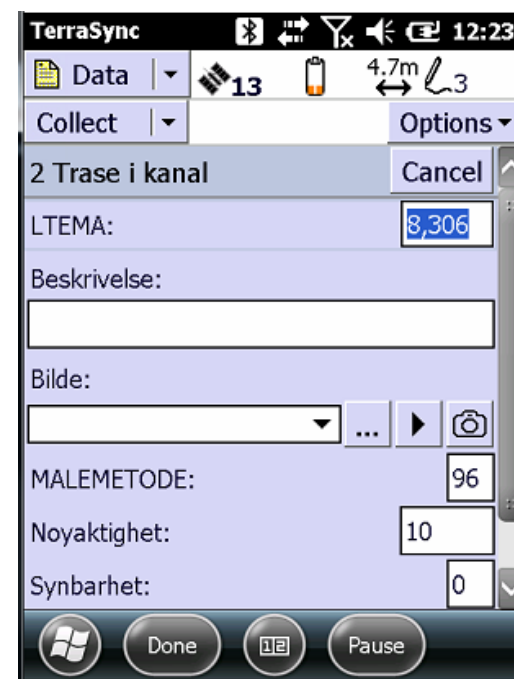 TerraSync 12:23
Data 13 4.7m 3
Collect Options
2 Trase i kanal Cancel
LTEMA: 8,306
Beskrivelse:
Bilde:
...
MALEMETODE: 96
Noyaktighet: 10
Synbarhet: 0
Done 12 Pause